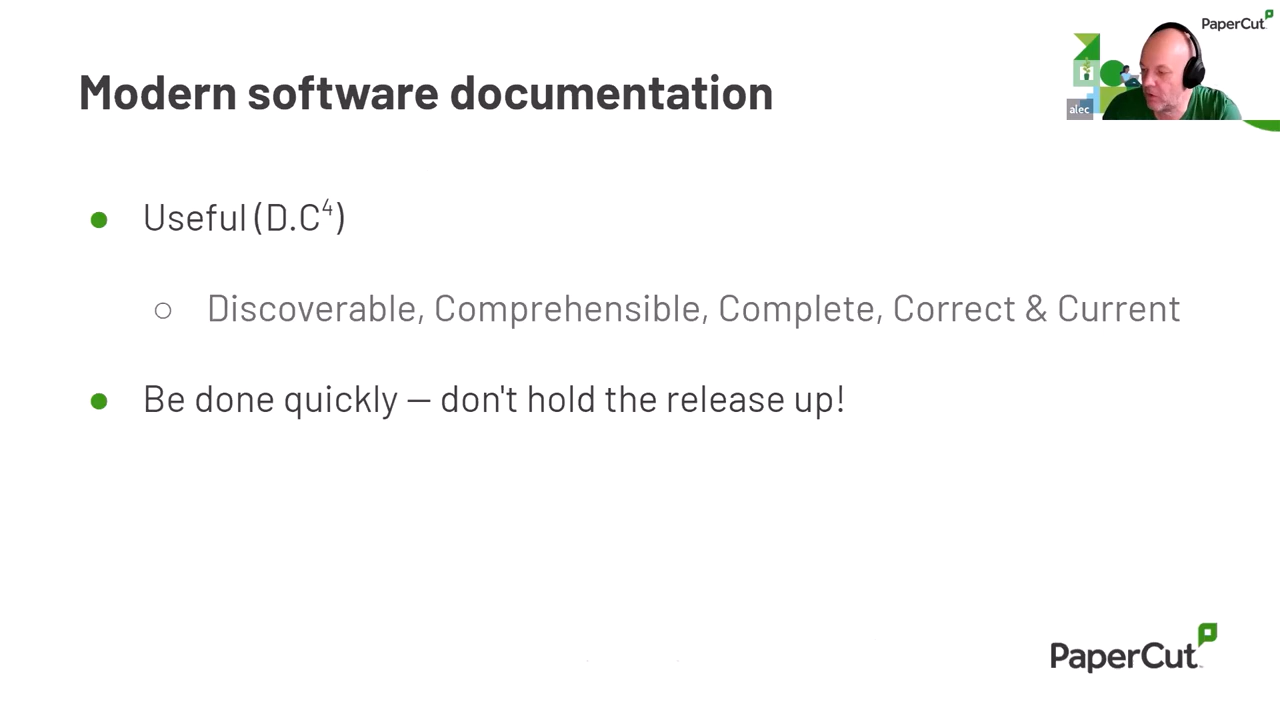 PaperCut
Modern software documentation
alec
● Useful (D.C⁴)
○ Discoverable, Comprehensible, Complete, Correct & Current
● Be done quickly — don't hold the release up!
PaperCut